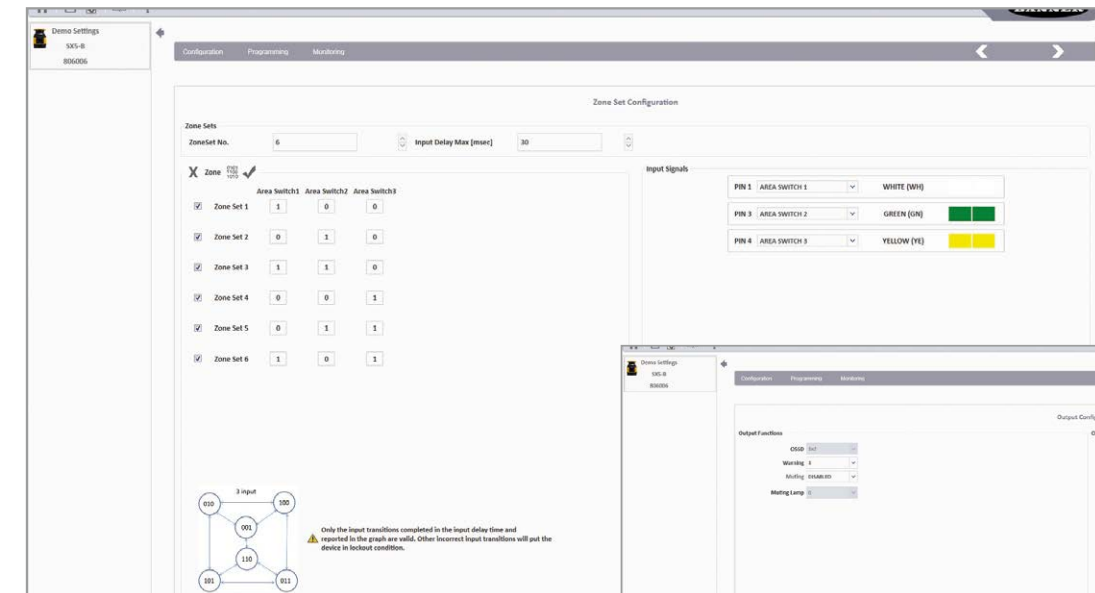 BANNER
Demo Settings
SX5-B
806006
Configuration Programming Monitoring
Zone Set Configuration
Zone Sets
ZoneSet No. 6 Input Delay Max [msec] 30
X Zone
Area Switch1 Area Switch2 Area Switch3
Zone Set 1 1 0 0
Zone Set 2 0 1 0
Zone Set 3 1 1 0
Zone Set 4 0 0 1
Zone Set 5 0 1 1
Zone Set 6 1 0 1
Input Signals
PIN 1 AREA SWITCH 1 WHITE (WH)
PIN 3 AREA SWITCH 2 GREEN (GN)
PIN 4 AREA SWITCH 3 YELLOW (YE)
3 input
010 100
001
110
101 011
Only the input transitions completed in the input delay time and
reported in the graph are valid. Other incorrect input transitions will put the
device in lockout condition.
Demo Settings
SX5-B
806006
Configuration Programming Monitoring
Output Confi
Output Functions
O
OSSD
Warning
Muting DISABLED
Muting Lamp